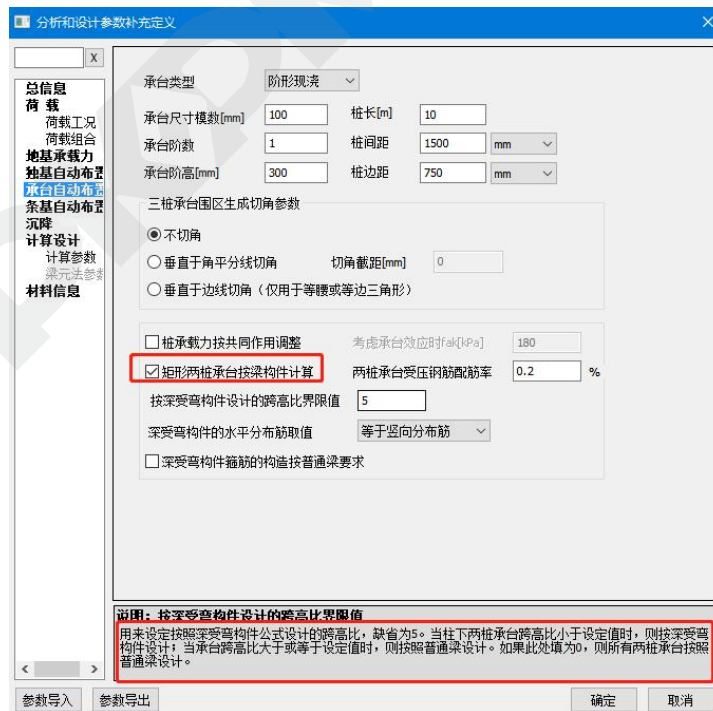 分析和设计参数补充定义
X
总信息
荷 载
荷载工况
荷载组合
地基承载力
独基自动布置
承台自动布置
条基自动布置
沉降
计算设计
计算参数
梁元法参数
材料信息
承台类型 阶形现浇
承台尺寸模数[mm] 100 桩长[m] 10
承台阶数 1 桩间距 1500 mm
承台阶高[mm] 300 桩边距 750 mm
三桩承台围区生成切角参数
不切角
垂直于角平分线切角 切角截距[mm] 0
垂直于边线切角(仅用于等腰或等边三角形)
桩承载力按共同作用调整 考虑承台效应时fak[kPa] 180
矩形两桩承台按梁构件计算 两桩承台受压钢筋配筋率 0.2 %
按深受弯构件设计的跨高比界限值 5
深受弯构件的水平分布筋取值 等于竖向分布筋
深受弯构件箍筋的构造按普通梁要求
说明:按深受弯构件设计的跨高比界限值
用来设定按照深受弯构件公式设计的跨高比,缺省为5。当柱下两桩承台跨高比小于设定值时,则按深受弯
构件设计;当承台跨高比大于或等于设定值时,则按照普通梁设计。如果此处填为0,则所有两桩承台按照
普通梁设计。
参数导入 参数导出 确定 取消